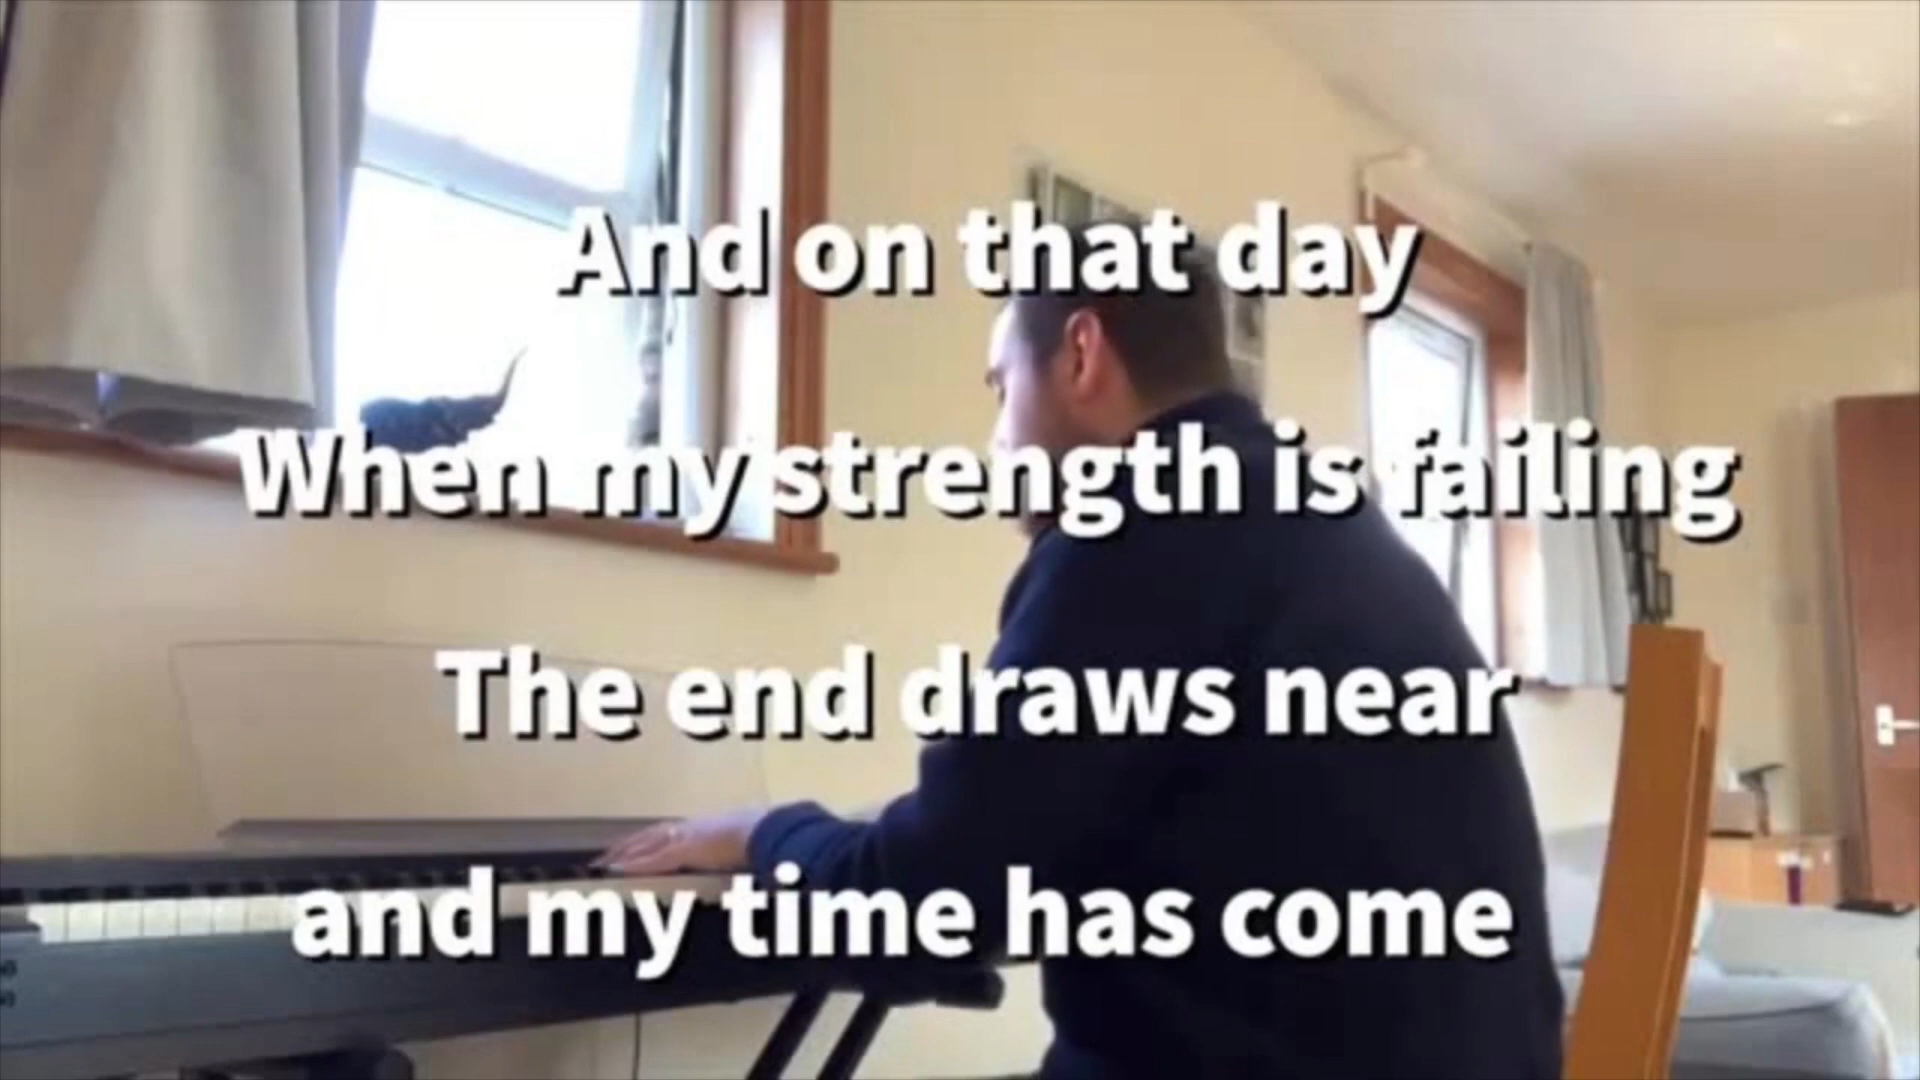 And on that day
When my strength is failing
The end draws near
and my time has come